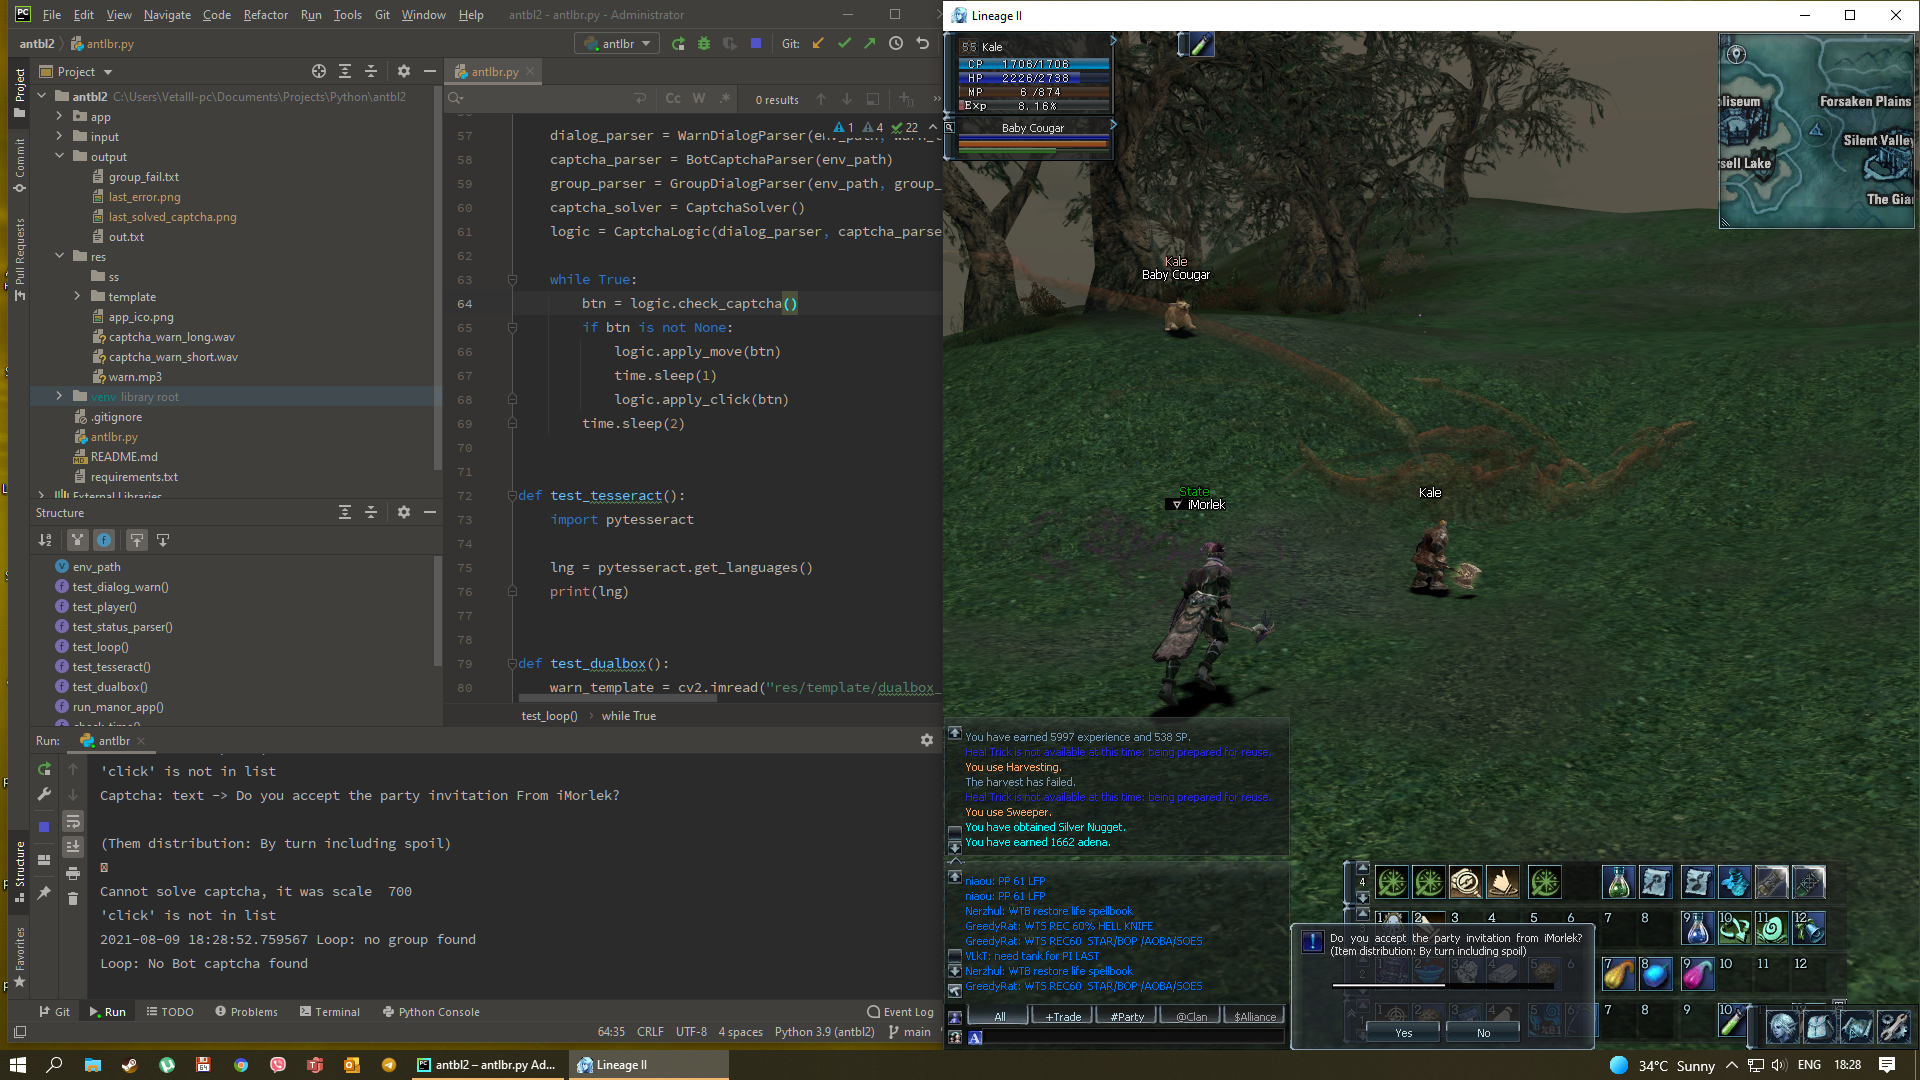 File Edit View Navigate Code Refactor Run Tools Git Window Help antbl2 - antlbr.py - Administrator
antbl2 antlbr.py antlbr Git:
Project
antlbr.py
Project
Commit
Pull Request
Structure
Favorites
antbl2 C:\Users\Vetalll-pc\Documents\Projects\Python\antbl2
app
input
output
group_fail.txt
last_error.png
last_solved_captcha.png
out.txt
res
ss
template
app_ico.png
captcha_warn_long.wav
captcha_warn_short.wav
warn.mp3
venv library root
.gitignore
antlbr.py
README.md
requirements.txt
External Libraries
Structure
env_path
test_dialog_warn()
test_player()
test_status_parser()
test_loop()
test_tesseract()
test_dualbox()
run_manor_app()
Cc W .* 0 results
1 4 22
57 dialog_parser = WarnDialogParser(env_path, warn_
58 captcha_parser = BotCaptchaParser(env_path)
59 group_parser = GroupDialogParser(env_path, group_
60 captcha_solver = CaptchaSolver()
61 logic = CaptchaLogic(dialog_parser, captcha_parse
62
63 while True:
64 btn = logic.check_captcha()
65 if btn is not None:
66 logic.apply_move(btn)
67 time.sleep(1)
68 logic.apply_click(btn)
69 time.sleep(2)
70
71
72 def test_tesseract():
73 import pytesseract
74
75 lng = pytesseract.get_languages()
76 print(lng)
77
78
79 def test_dualbox():
80 warn_template = cv2.imread("res/template/dualbox_
test_loop() while True
Run: antlbr
'click' is not in list
Captcha: text -> Do you accept the party invitation From iMorlek?
(Them distribution: By turn including spoil)
Cannot solve captcha, it was scale 700
'click' is not in list
2021-08-09 18:28:52.759567 Loop: no group found
Loop: No Bot captcha found
Git Run TODO Problems Terminal Python Packages Python Console Event Log
64:35 CRLF UTF-8 4 spaces Python 3.9 (antbl2) main
Lineage II
55 Kale
CP 1706/1706
HP 2226/2738
MP 6/874
Exp 8.16%
Baby Cougar
liseum
Forsaken Plains
Silent Valley
rsell Lake
The Gia
Kale
Baby Cougar
State
iMorlek
Kale
You have earned 5997 experience and 538 SP.
Heal Trick is not available at this time: being prepared for reuse.
You use Harvesting.
The harvest has failed.
Heal Trick is not available at this time: being prepared for reuse.
You use Sweeper.
You have obtained Silver Nugget.
You have earned 1662 adena.
niaou: PP 61 LFP
niaou: PP 61 LFP
Nerzhul: WTB restore life spellbook
GreedyRat: WTS REC 60% HELL KNIFE
GreedyRat: WTS REC60 STAR/BOP /AOBA/SOES
VLkT: need tank for PI LAST
Nerzhul: WTB restore life spellbook
GreedyRat: WTS REC60 STAR/BOP /AOBA/SOES
All +Trade #Party @Clan $Alliance
4
1 2 3 4 5 6 7 8 9 10 11 12
Do you accept the party invitation from iMorlek?
(Item distribution: By turn including spoil)
7 8 9 10 11 12
7 8 9 10
Yes No
antbl2 – antlbr.py Ad...
Lineage II
34°C Sunny ENG 18:28